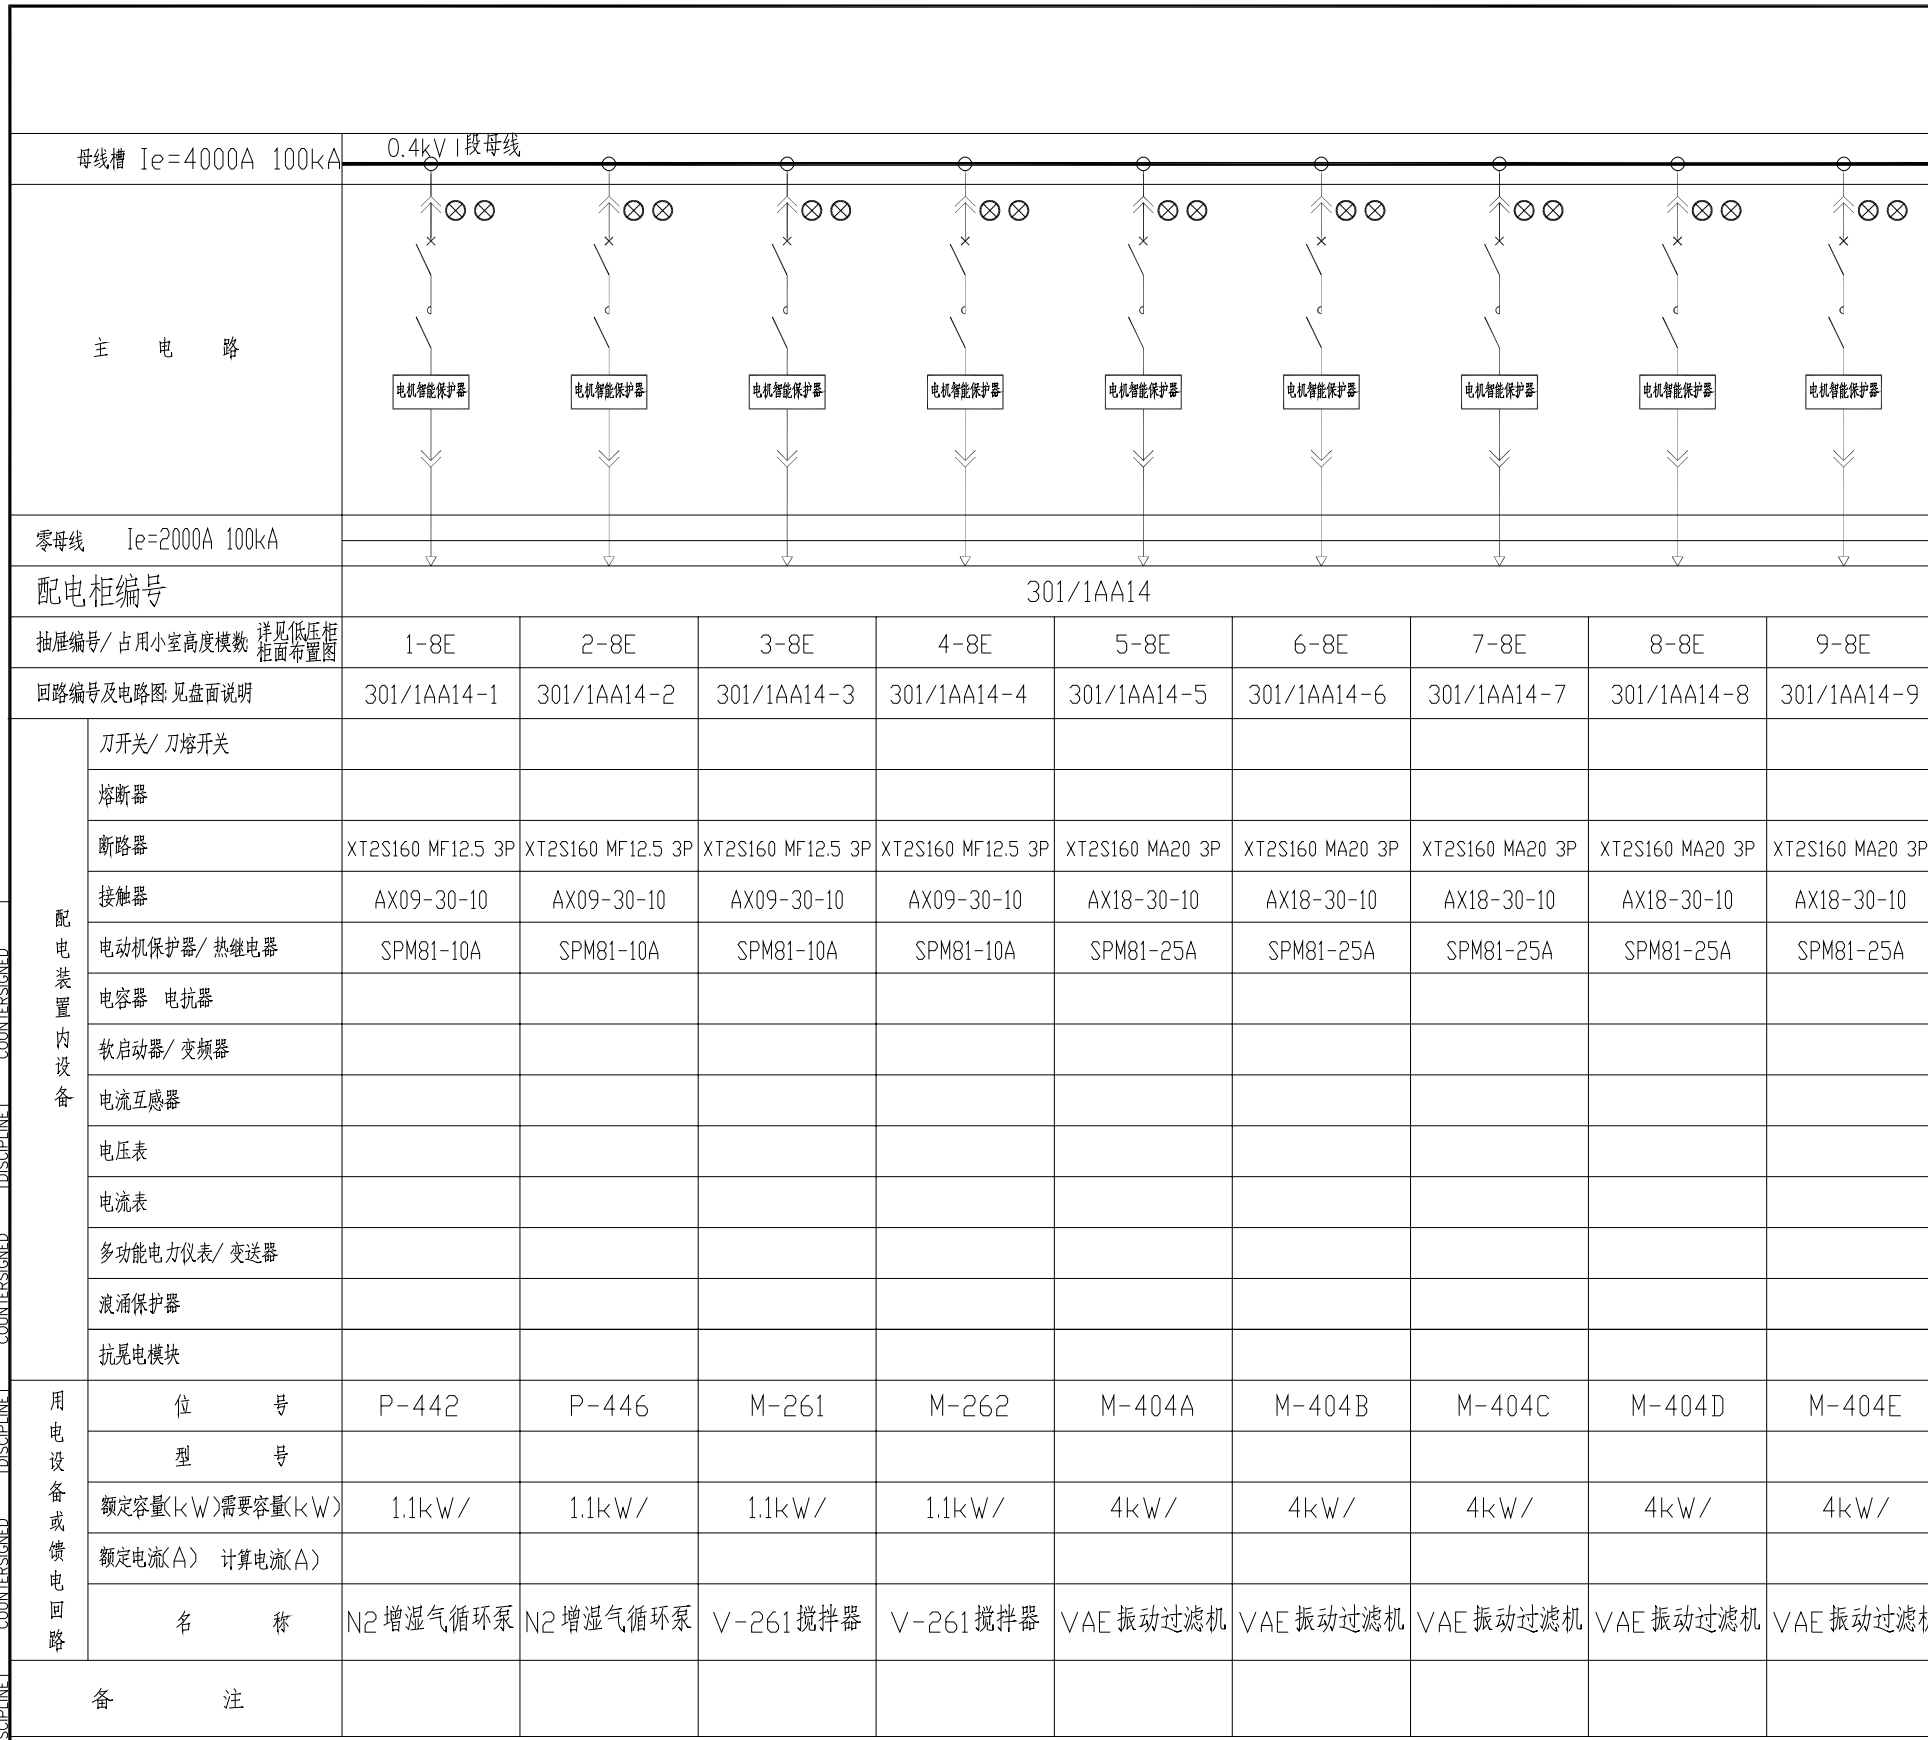 0.4kV I段母线
母线槽 Ie=4000A 100kA
主 电 路
电机智能保护器 电机智能保护器 电机智能保护器 电机智能保护器 电机智能保护器 电机智能保护器 电机智能保护器 电机智能保护器 电机智能保护器
零母线 Ie=2000A 100kA
配电柜编号 301/1AA14
抽屉编号/占用小室高度模数: 详见低压柜柜面布置图 1-8E 2-8E 3-8E 4-8E 5-8E 6-8E 7-8E 8-8E 9-8E
回路编号及电路图:见盘面说明 301/1AA14-1 301/1AA14-2 301/1AA14-3 301/1AA14-4 301/1AA14-5 301/1AA14-6 301/1AA14-7 301/1AA14-8 301/1AA14-9
配电装置内设备
刀开关/刀熔开关
熔断器
断路器 XT2S160 MF12.5 3P XT2S160 MF12.5 3P XT2S160 MF12.5 3P XT2S160 MF12.5 3P XT2S160 MA20 3P XT2S160 MA20 3P XT2S160 MA20 3P XT2S160 MA20 3P XT2S160 MA20 3P
接触器 AX09-30-10 AX09-30-10 AX09-30-10 AX09-30-10 AX18-30-10 AX18-30-10 AX18-30-10 AX18-30-10 AX18-30-10
电动机保护器/热继电器 SPM81-10A SPM81-10A SPM81-10A SPM81-10A SPM81-25A SPM81-25A SPM81-25A SPM81-25A SPM81-25A
电容器 电抗器
软启动器/变频器
电流互感器
电压表
电流表
多功能电力仪表/变送器
浪涌保护器
抗晃电模块
用电设备或馈电回路
位 号 P-442 P-446 M-261 M-262 M-404A M-404B M-404C M-404D M-404E
型 号
额定容量(kW)需要容量(kW) 1.1kW/ 1.1kW/ 1.1kW/ 1.1kW/ 4kW/ 4kW/ 4kW/ 4kW/ 4kW/
额定电流(A) 计算电流(A)
名 称 N2增湿气循环泵 N2增湿气循环泵 V-261搅拌器 V-261搅拌器 VAE振动过滤机 VAE振动过滤机 VAE振动过滤机 VAE振动过滤机 VAE振动过滤机
备 注
COUNTERSIGNED
DISCIPLINE
COUNTERSIGNED
DISCIPLINE
COUNTERSIGNED